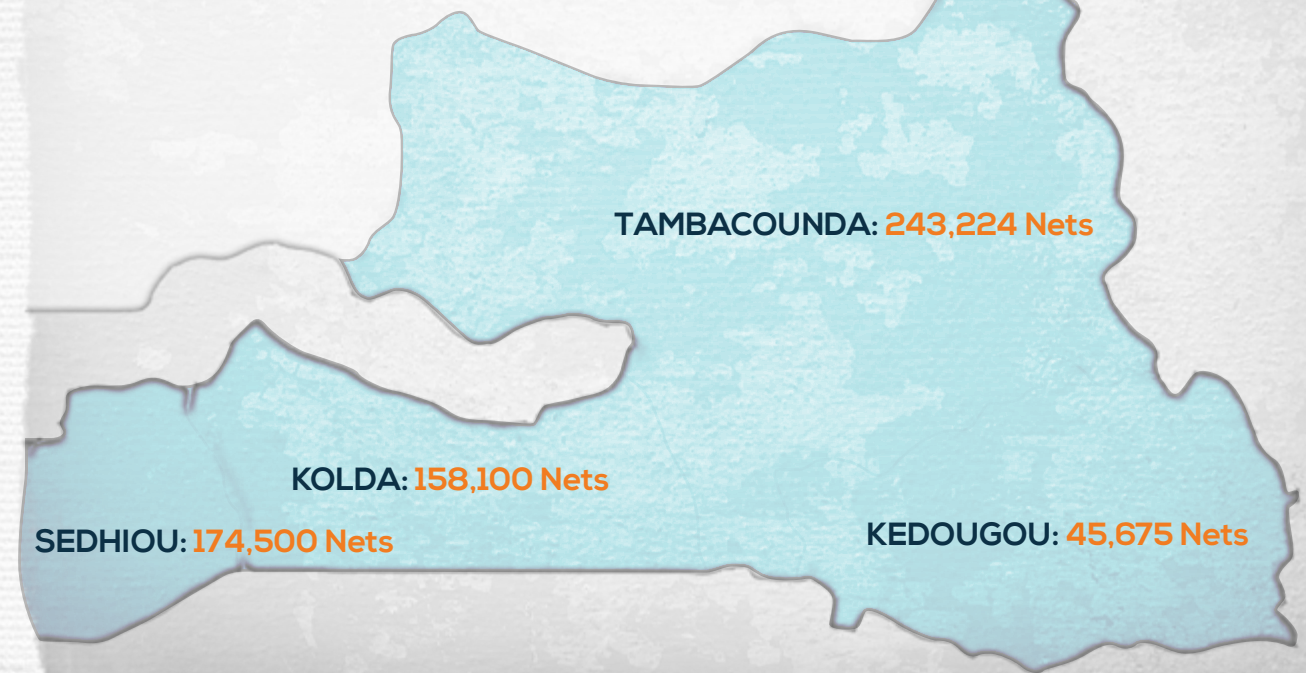 TAMBACOUNDA: 243,224 Nets
KOLDA: 158,100 Nets
SEDHIOU: 174,500 Nets
KEDOUGOU: 45,675 Nets